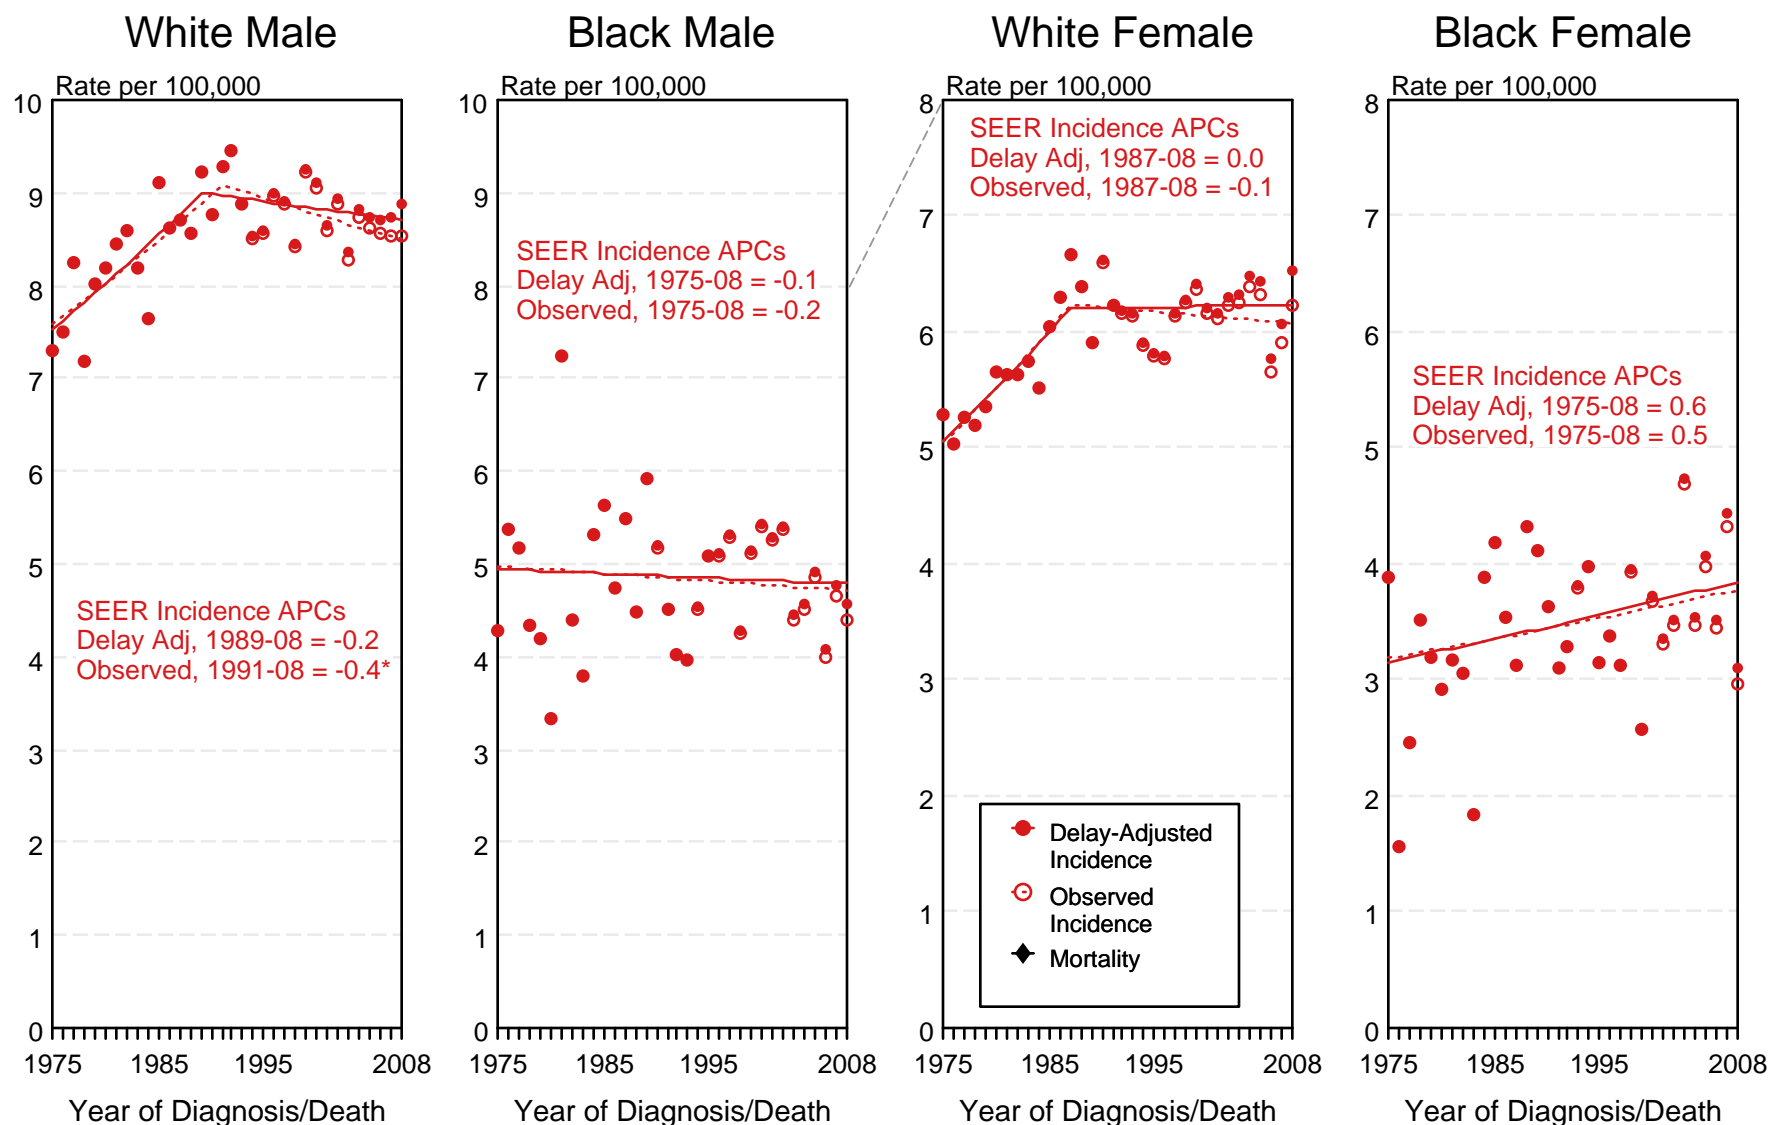 White Male
Rate per 100,000
10
9
8
7
6
5
4
3
2
1
0
SEER Incidence APCs
Delay Adj, 1989-08 = -0.2
Observed, 1991-08 = -0.4*
1975 1985 1995 2008
Year of Diagnosis/Death
Black Male
Rate per 100,000
10
9
8
7
6
5
4
3
2
1
0
SEER Incidence APCs
Delay Adj, 1975-08 = -0.1
Observed, 1975-08 = -0.2
1975 1985 1995 2008
Year of Diagnosis/Death
White Female
Rate per 100,000
8
7
6
5
4
3
2
1
0
SEER Incidence APCs
Delay Adj, 1987-08 = 0.0
Observed, 1987-08 = -0.1
Delay-Adjusted
Incidence
Observed
Incidence
Mortality
1975 1985 1995 2008
Year of Diagnosis/Death
Black Female
Rate per 100,000
8
7
6
5
4
3
2
1
0
SEER Incidence APCs
Delay Adj, 1975-08 = 0.6
Observed, 1975-08 = 0.5
1975 1985 1995 2008
Year of Diagnosis/Death